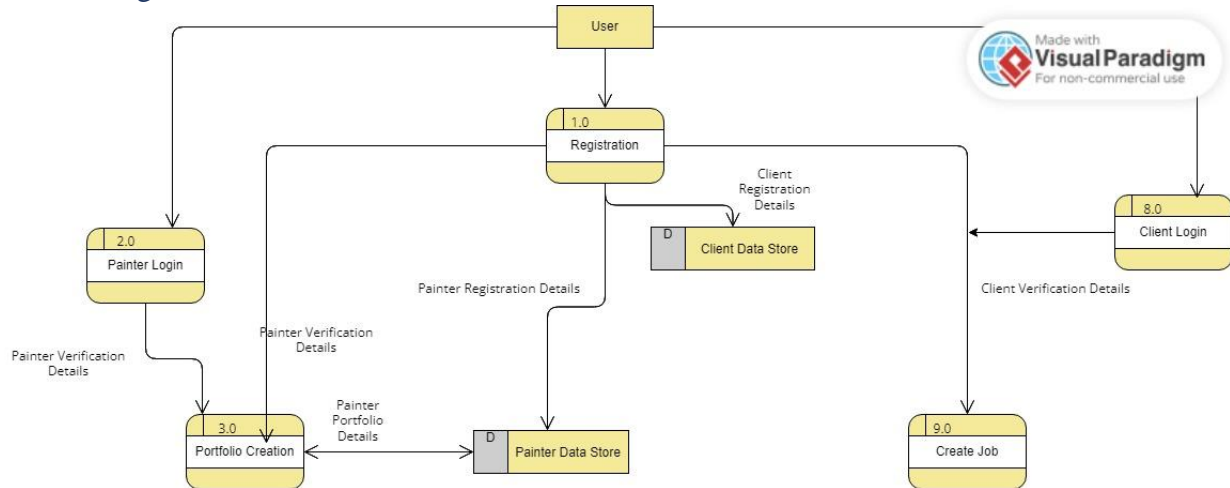 User
Made with
Visual Paradigm
For non-commercial use
1.0
Registration
Client
Registration
Details
8.0
Client Login
2.0
Painter Login
D
Client Data Store
Painter Registration Details
Client Verification Details
Painter Verification
Details
Painter Verification
Details
Painter
Portfolio
Details
3.0
Portfolio Creation
D
Painter Data Store
9.0
Create Job